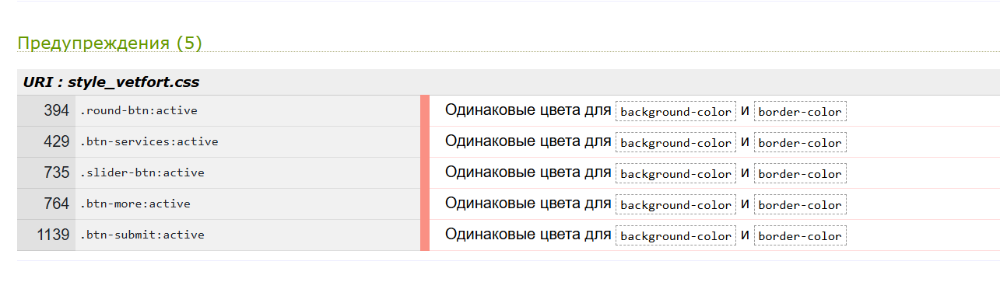 Предупреждения (5)
URI : style_vetfort.css
394 .round-btn:active Одинаковые цвета для background-color и border-color
429 .btn-services:active Одинаковые цвета для background-color и border-color
735 .slider-btn:active Одинаковые цвета для background-color и border-color
764 .btn-more:active Одинаковые цвета для background-color и border-color
1139 .btn-submit:active Одинаковые цвета для background-color и border-color